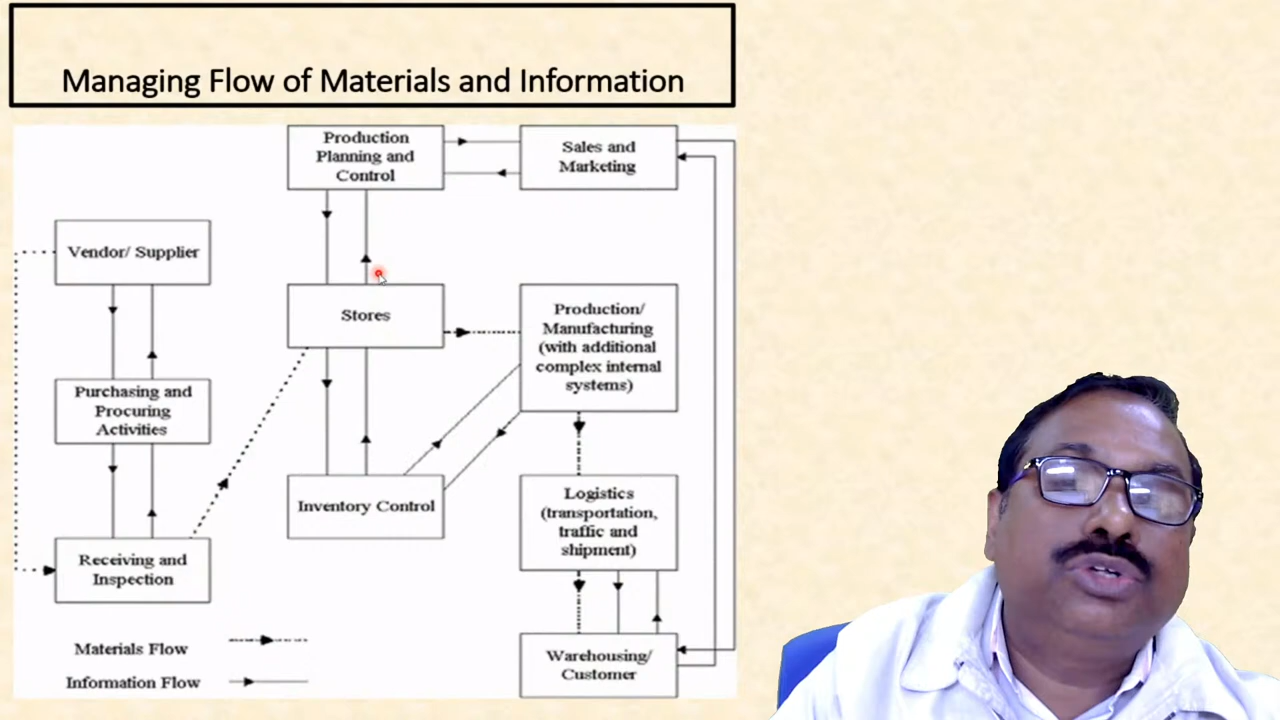 Managing Flow of Materials and Information
Production
Planning and
Control
Sales and
Marketing
Vendor/ Supplier
Stores
Production/
Manufacturing
(with additional
complex internal
systems)
Purchasing and
Procuring
Activities
Inventory Control
Logistics
(transportation,
traffic and
shipment)
Receiving and
Inspection
Warehousing/
Customer
Materials Flow
Information Flow